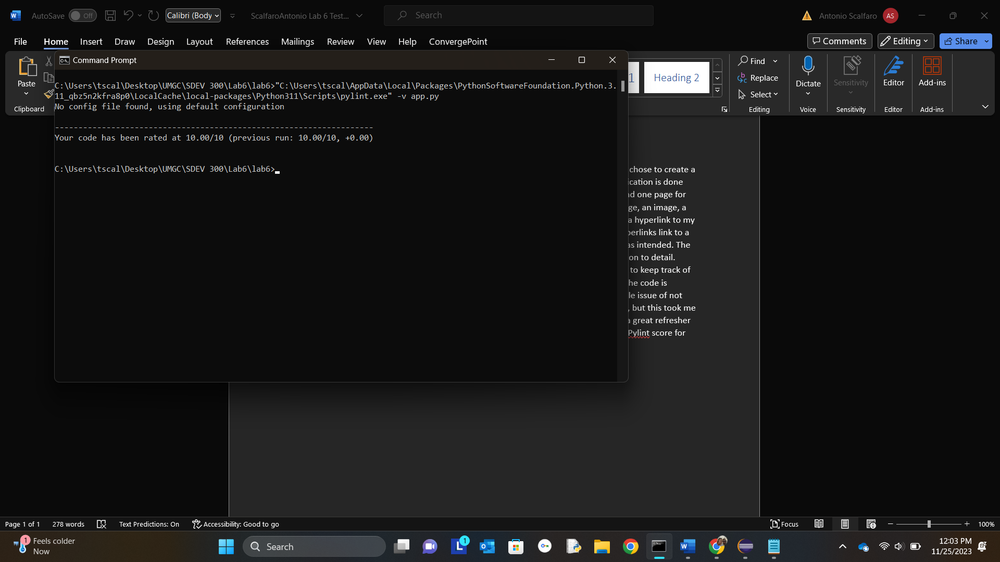 AutoSave
Off
Calibri (Body
ScalfaroAntonio Lab 6 Test...
Search
Antonio Scalfaro
AS
File
Home
Insert
Draw
Design
Layout
References
Mailings
Review
View
Help
ConvergePoint
Comments
Editing
Share
Paste
Clipboard
Command Prompt
C:\Users\tscal\Desktop\UMGC\SDEV 300\Lab6\lab6>"C:\Users\tscal\AppData\Local\Packages\PythonSoftwareFoundation.Python.3.
11_qbz5n2kfra8p0\LocalCache\local-packages\Python311\Scripts\pylint.exe" -v app.py
No config file found, using default configuration
--------------------------------------------------------------------
Your code has been rated at 10.00/10 (previous run: 10.00/10, +0.00)
C:\Users\tscal\Desktop\UMGC\SDEV 300\Lab6\lab6>
1
Heading 2
Find
Replace
Select
Editing
Dictate
Voice
Sensitivity
Sensitivity
Editor
Editor
Add-ins
Add-ins
chose to create a
ication is done
d one page for
ge, an image, a
a hyperlink to my
perlinks link to a
as intended. The
on to detail.
to keep track of
he code is
le issue of not
, but this took me
a great refresher
Pylint score for
Page 1 of 1
278 words
Text Predictions: On
Accessibility: Good to go
Focus
100%
1
Feels colder
Now
Search
L
1
12:03 PM
11/25/2023